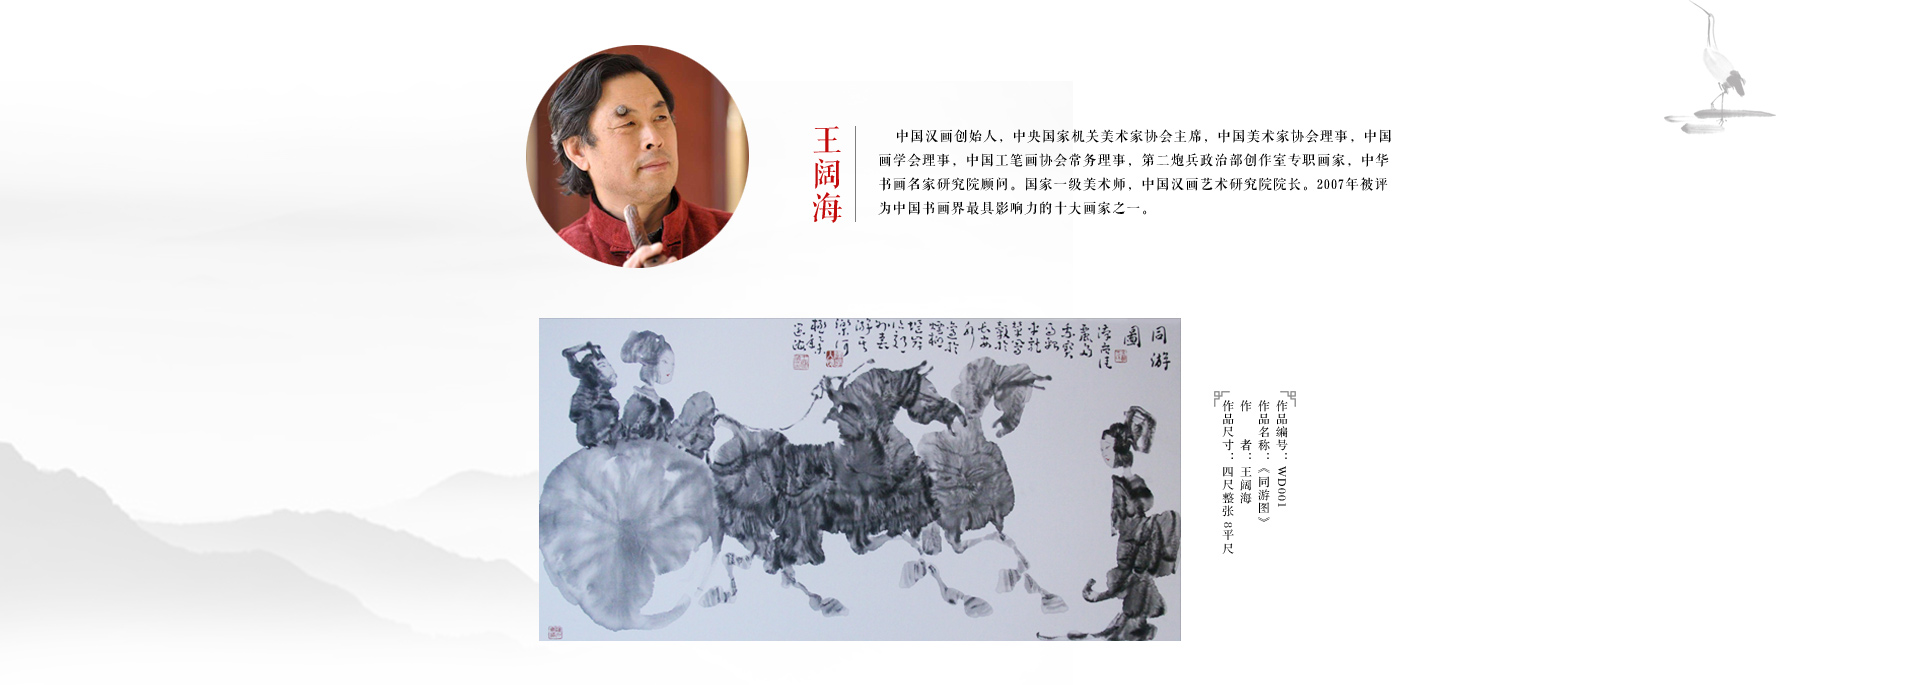 王阔海
中国汉画创始人，中央国家机关美术家协会主席，中国美术家协会理事，中国
画学会理事，中国工笔画协会常务理事，第二炮兵政治部创作室专职画家，中华
书画名家研究院顾问。国家一级美术师，中国汉画艺术研究院院长。2007年被评
为中国书画界最具影响力的十大画家之一。
同游
圖
作品编号：WD001
作品名称：《同游图》
作 者：王阔海
作品尺寸：四尺整张 8平尺